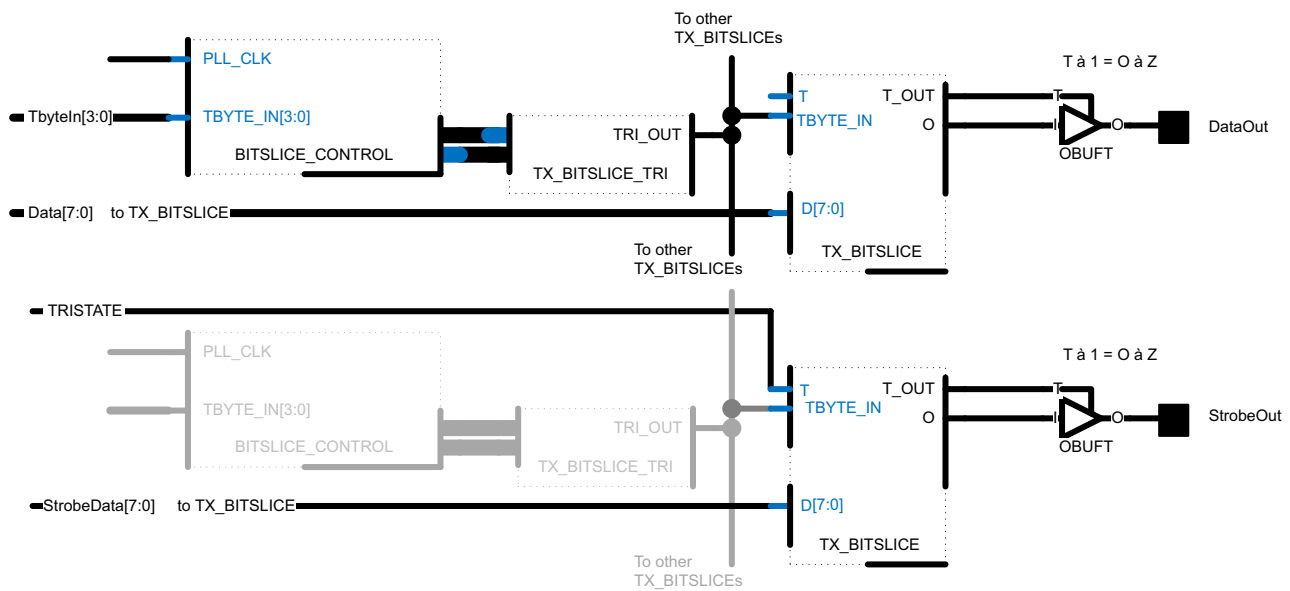 To other
TX_BITSLICEs
PLL_CLK
T à 1 = O à Z
T
T_OUT
T
TbyteIn[3:0]
TBYTE_IN[3:0]
TBYTE_IN
O
I
O
DataOut
TRI_OUT
BITSLICE_CONTROL
OBUFT
TX_BITSLICE_TRI
Data[7:0] to TX_BITSLICE
D[7:0]
To other
TX_BITSLICEs
TX_BITSLICE
TRISTATE
PLL_CLK
T à 1 = O à Z
T
T_OUT
T
TBYTE_IN[3:0]
TBYTE_IN
O
I
O
StrobeOut
TRI_OUT
BITSLICE_CONTROL
OBUFT
TX_BITSLICE_TRI
StrobeData[7:0] to TX_BITSLICE
D[7:0]
TX_BITSLICE
To other
TX_BITSLICEs